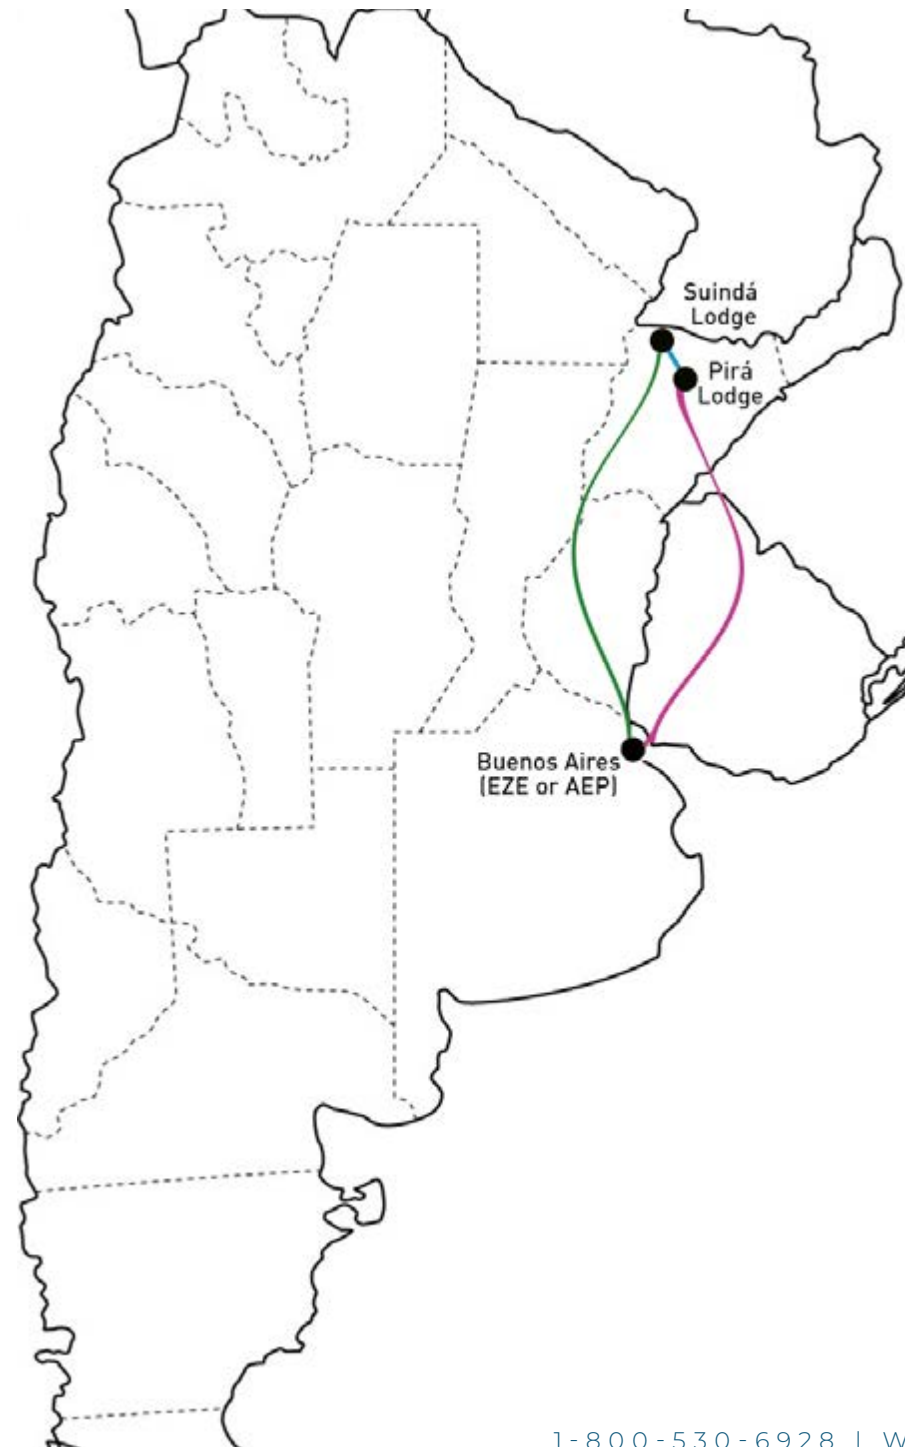 Suindá
Lodge
Pirá
Lodge
Buenos Aires
(EZE or AEP)
1-800-530-6928 | W